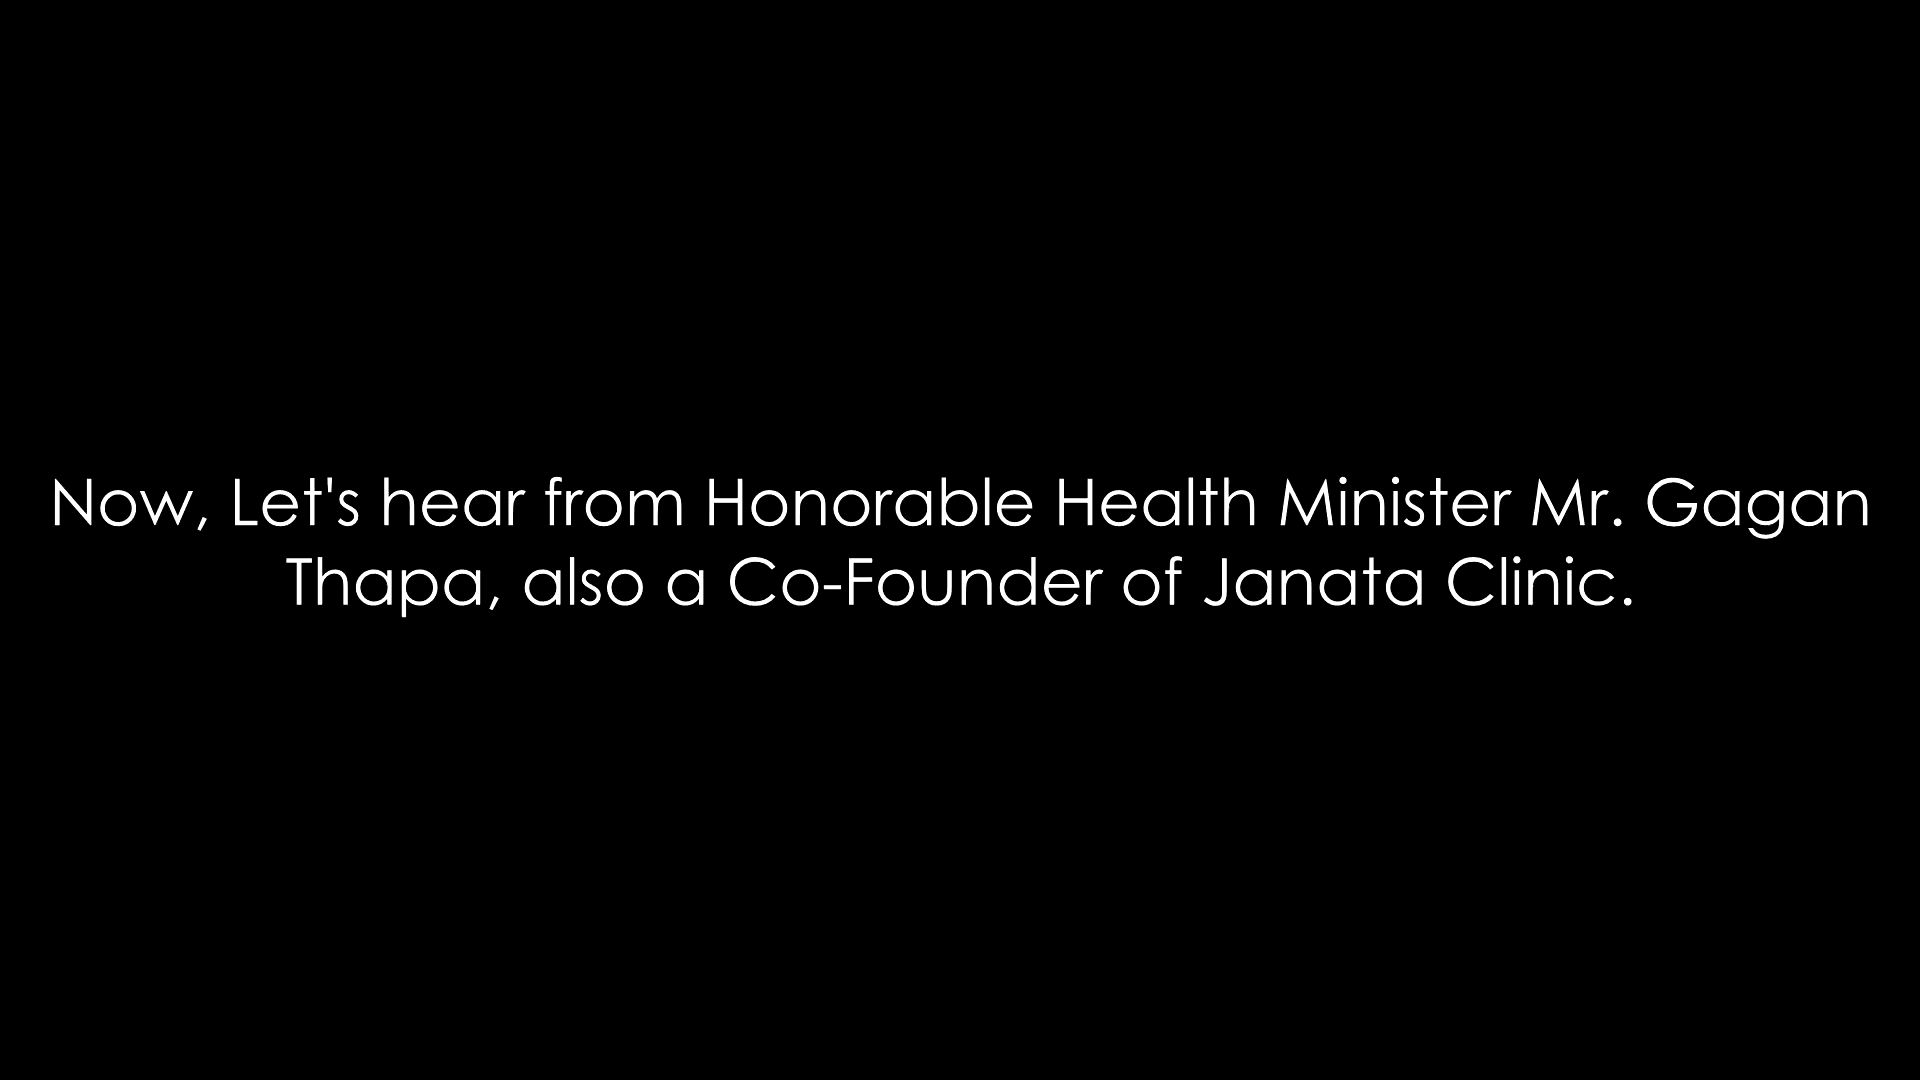 Now, Let's hear from Honorable Health Minister Mr. Gagan
Thapa, also a Co-Founder of Janata Clinic.